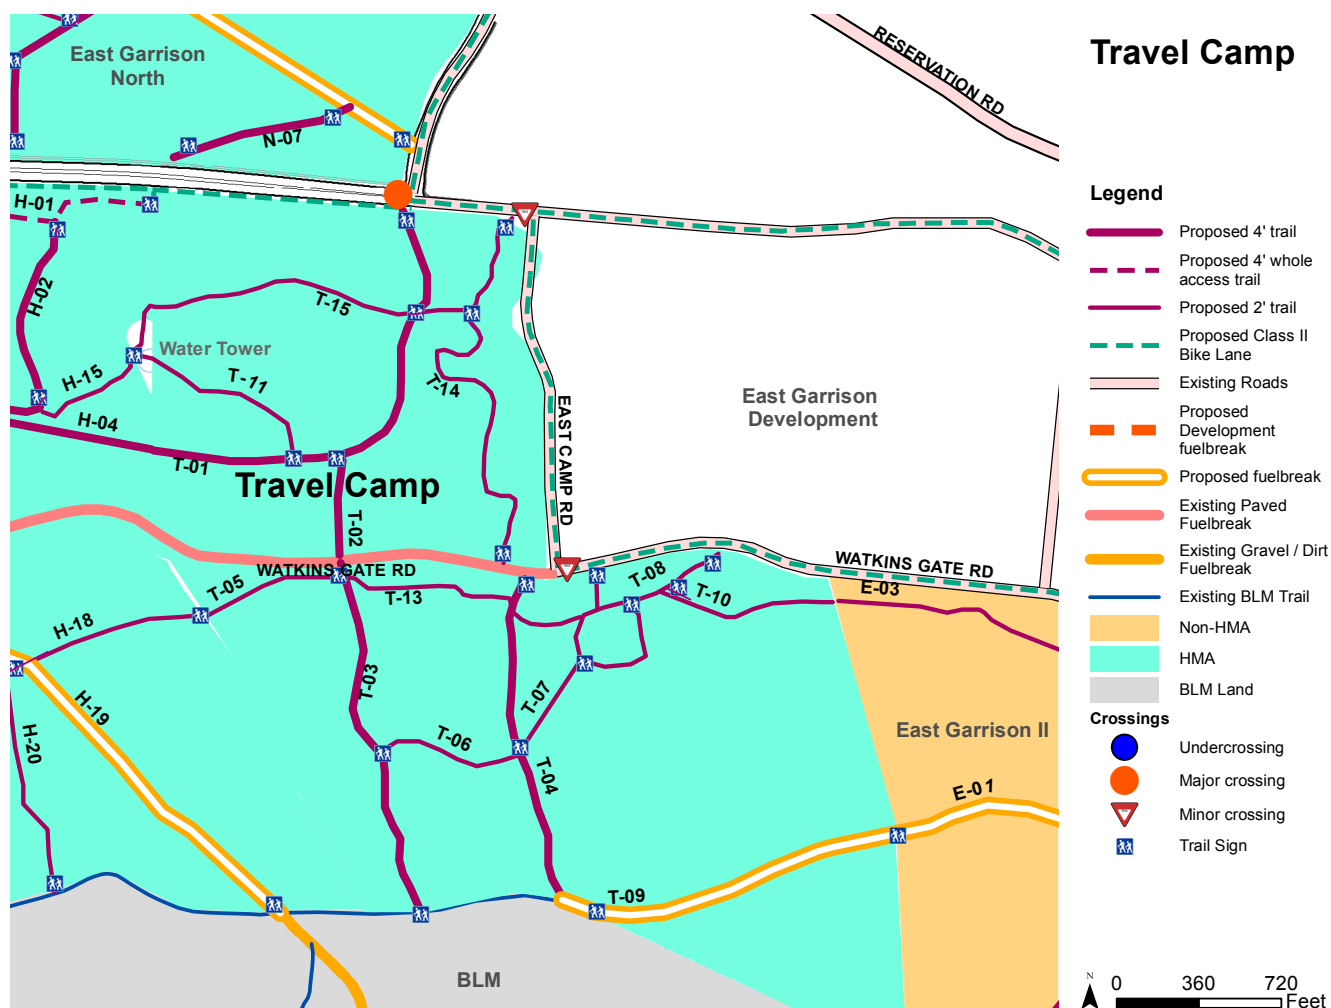 Travel Camp
East Garrison
North
RESERVATION RD
N-07
H-01
H-02
T-15
Water Tower
H-15
T-11
T-14
H-04
T-01
Travel Camp
T-02
EAST CAMP RD
East Garrison
Development
WATKINS GATE RD
WATKINS GATE RD
T-05
T-13
T-08
T-10
E-03
H-18
H-19
H-20
T-03
T-07
T-06
T-04
East Garrison II
E-01
T-09
BLM
Legend
Proposed 4' trail
Proposed 4' whole
access trail
Proposed 2' trail
Proposed Class II
Bike Lane
Existing Roads
Proposed
Development
fuelbreak
Proposed fuelbreak
Existing Paved
Fuelbreak
Existing Gravel / Dirt
Fuelbreak
Existing BLM Trail
Non-HMA
HMA
BLM Land
Crossings
Undercrossing
Major crossing
Minor crossing
Trail Sign
N
0 360 720
Feet